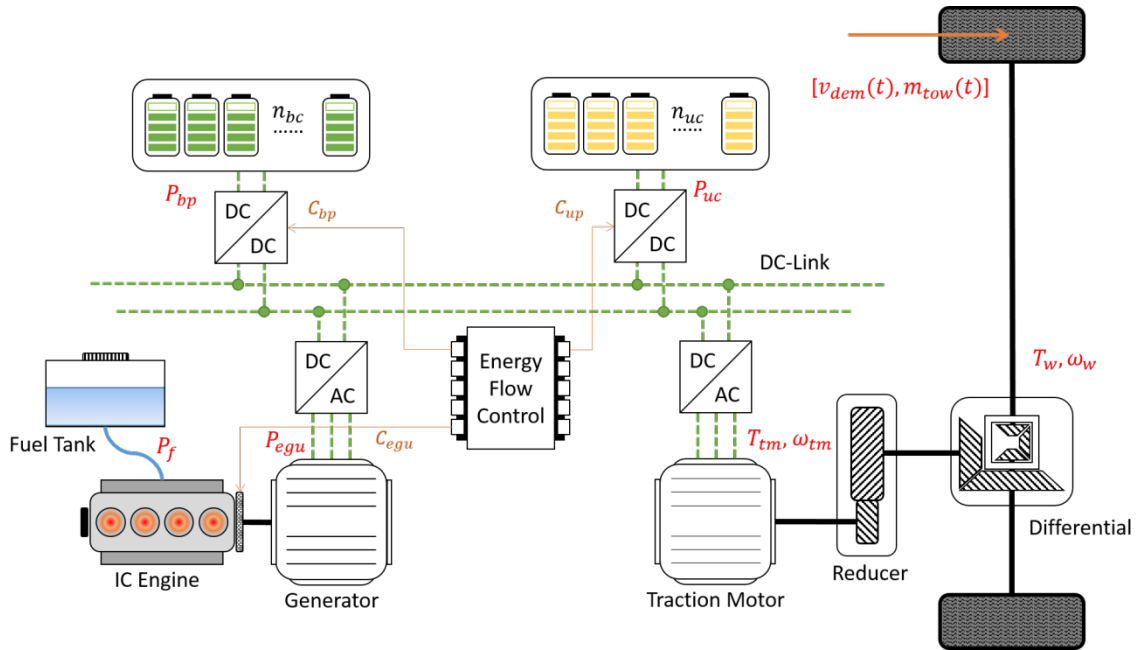 [v_dem(t), m_tow(t)]
n_bc
......
n_uc
......
P_bp
DC
DC
C_bp
C_up
DC
DC
P_uc
DC-Link
DC
AC
Energy
Flow
Control
DC
AC
T_w, ω_w
Fuel Tank
P_f
P_egu
C_egu
T_tm, ω_tm
IC Engine
Generator
Traction Motor
Reducer
Differential